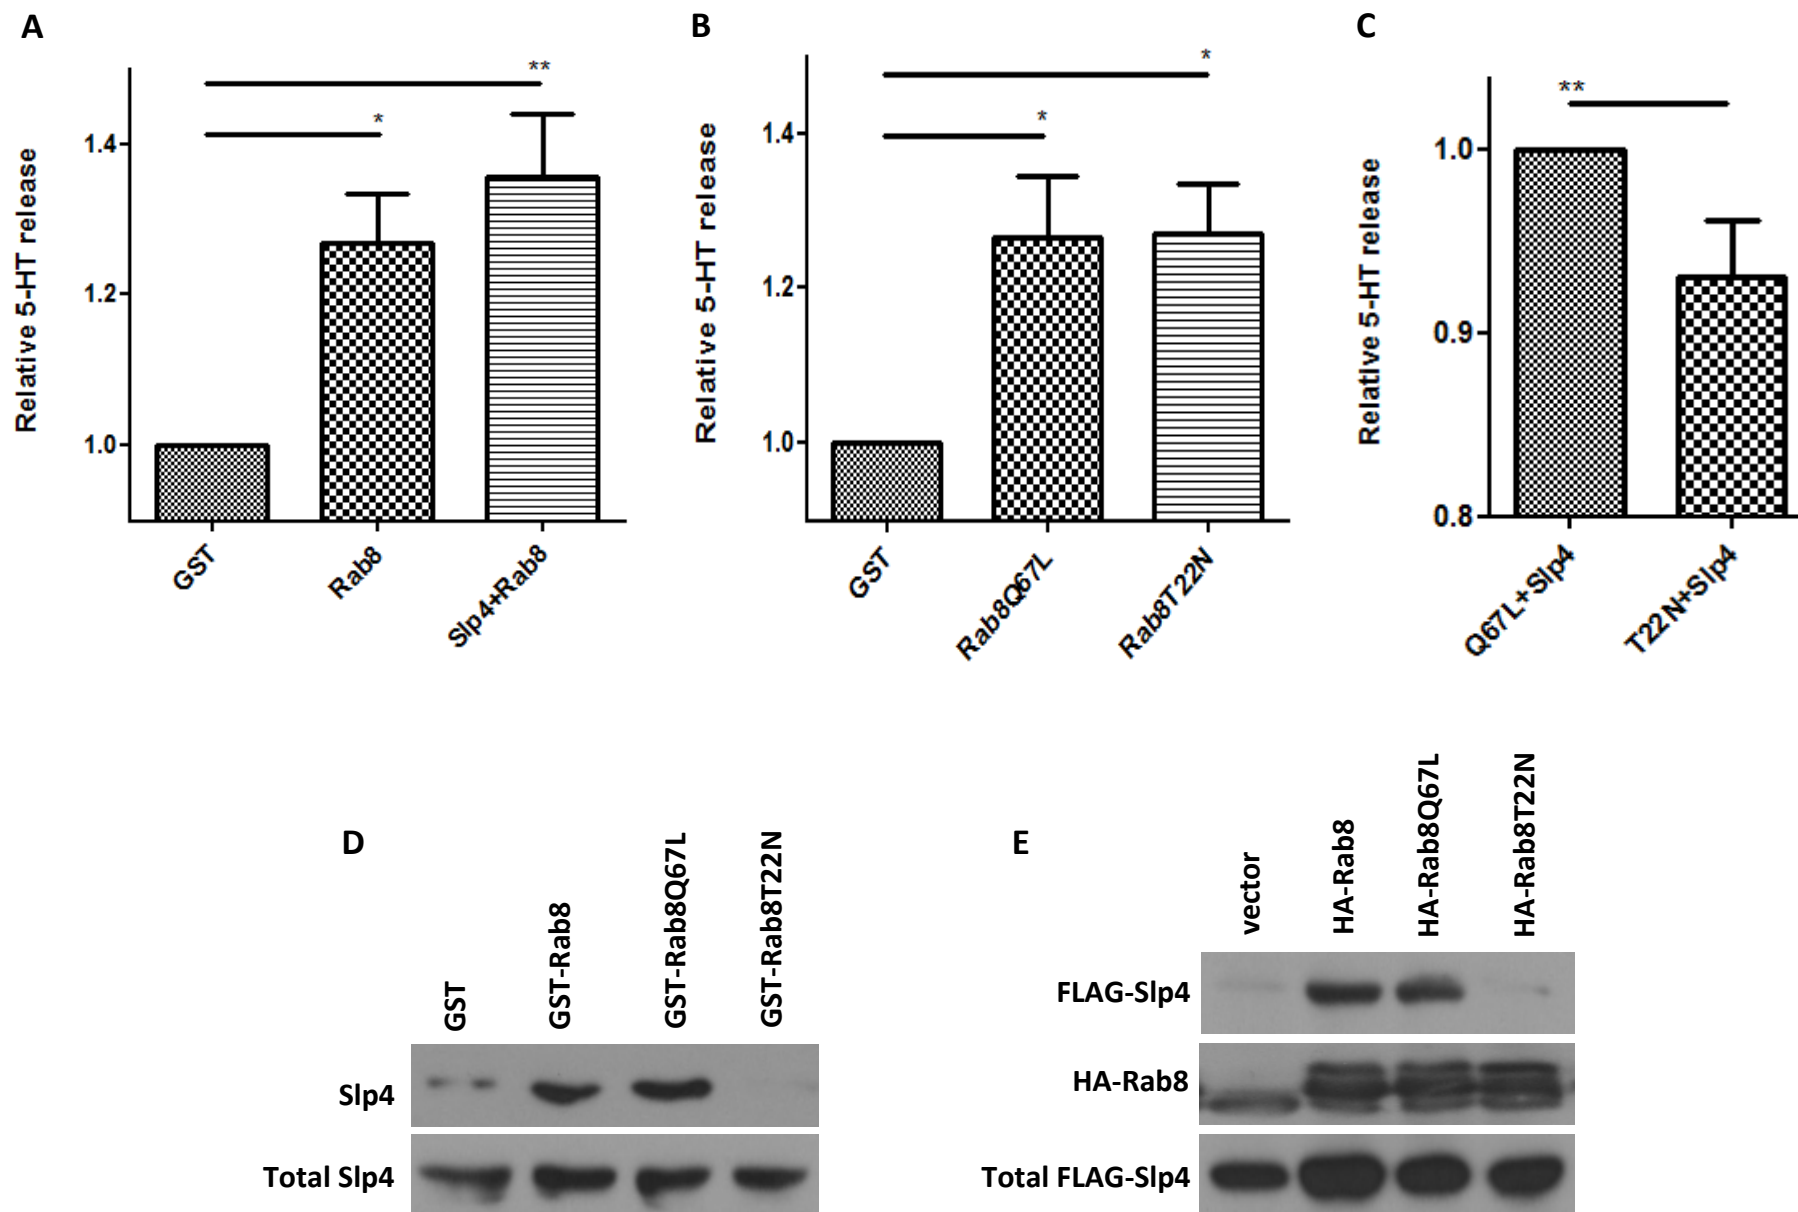 A
B
C
Relative 5-HT release
1.4
1.2
1.0
**
*
GST
Rab8
Slp4+Rab8
Relative 5-HT release
1.4
1.2
1.0
*
*
GST
Rab8Q67L
Rab8T22N
Relative 5-HT release
1.0
0.9
0.8
**
Q67L+Slp4
T22N+Slp4
D
GST
GST-Rab8
GST-Rab8Q67L
GST-Rab8T22N
Slp4
Total Slp4
E
vector
HA-Rab8
HA-Rab8Q67L
HA-Rab8T22N
FLAG-Slp4
HA-Rab8
Total FLAG-Slp4